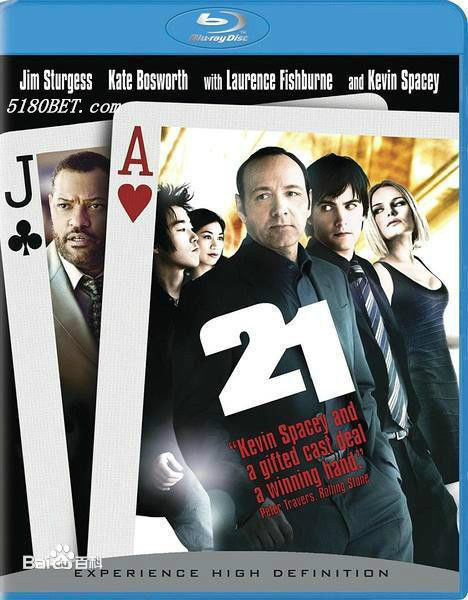 Blu-ray Disc
Jim Sturgess Kate Bosworth with Laurence Fishburne and Kevin Spacey
5180BET.com
J
A
21
"Kevin Spacey and
a gifted cast deal
a winning hand."
Peter Travers, Rolling Stone
Bai百科
EXPERIENCE HIGH DEFINITION